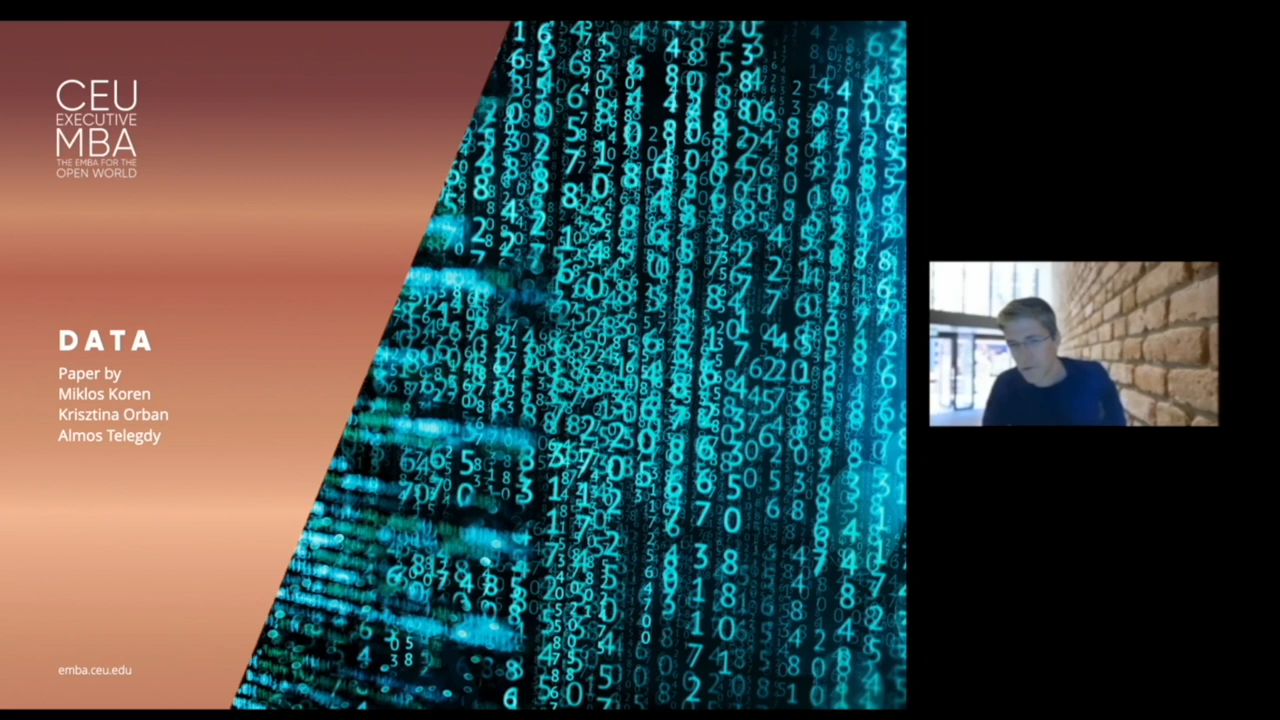 CEU
EXECUTIVE
MBA
THE EMBA FOR THE
OPEN WORLD
DATA
Paper by
Miklos Koren
Krisztina Orban
Almos Telegdy
emba.ceu.edu